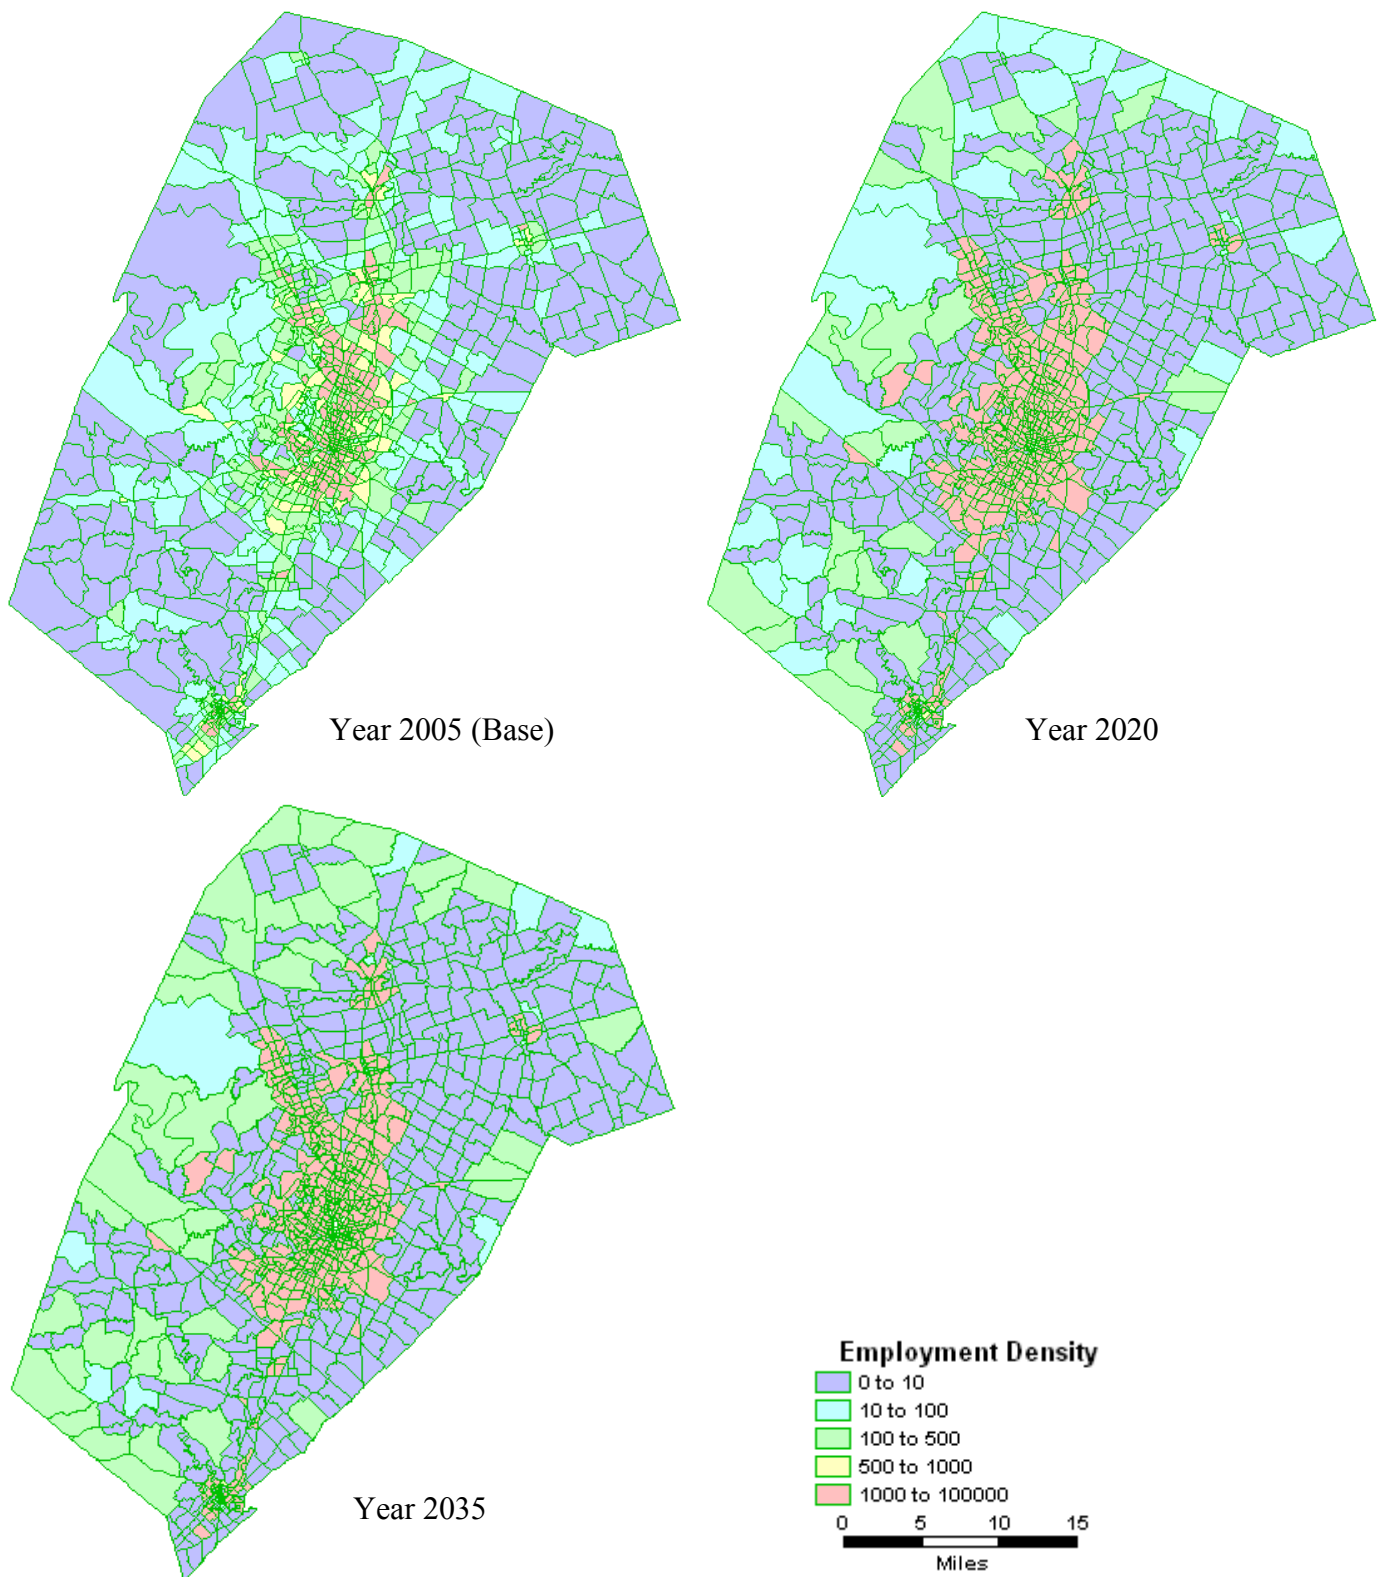 Year 2005 (Base)
Year 2020
Year 2035
Employment Density
0 to 10
10 to 100
100 to 500
500 to 1000
1000 to 100000
0 5 10 15
Miles